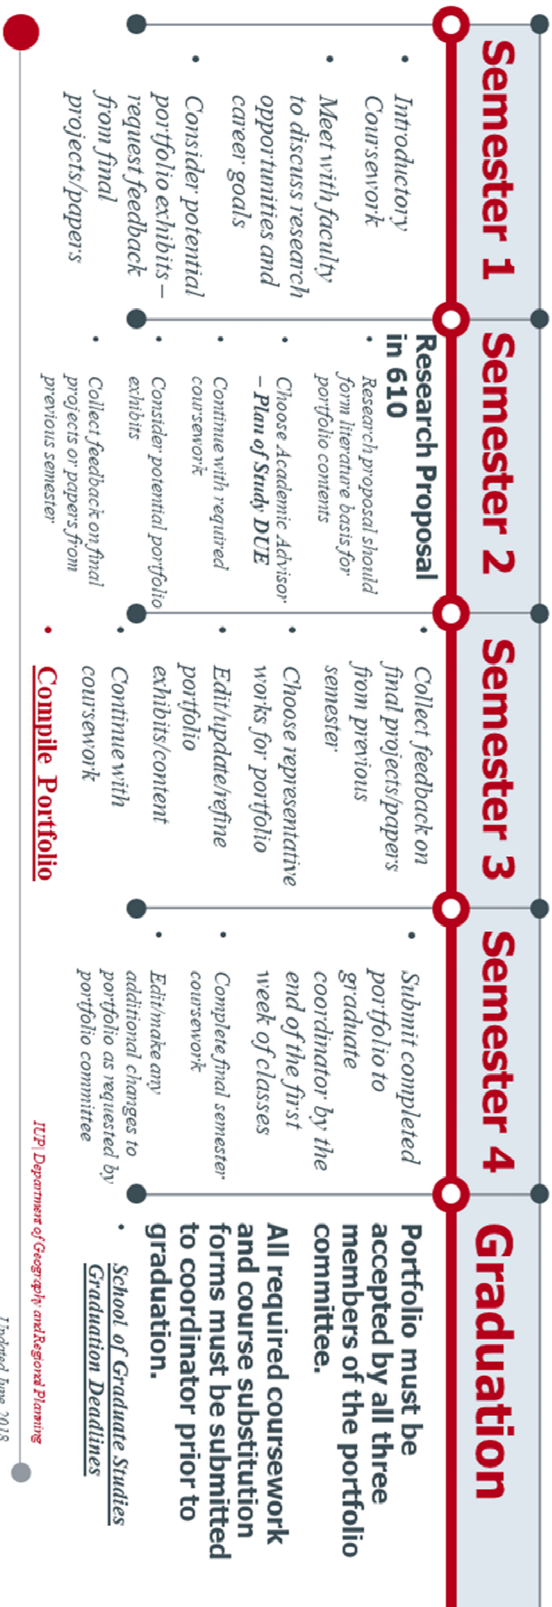 Semester 1
• Introductory
Coursework
• Meet with faculty
to discuss research
opportunities and
career goals
• Consider potential
portfolio exhibits –
request feedback
from final
projects/papers
Semester 2
Research Proposal
in 610
• Research proposal should
form literature basis for
portfolio contents
• Choose Academic Advisor
– Plan of Study DUE
• Continue with required
coursework
• Consider potential portfolio
exhibits
• Collect feedback on final
projects or papers from
previous semester
Semester 3
• Collect feedback on
final projects/papers
from previous
semester
• Choose representative
works for portfolio
• Edit/update/refine
portfolio
exhibits/content
• Continue with
coursework
• Compile Portfolio
Semester 4
• Submit completed
portfolio to
graduate
coordinator by the
end of the first
week of classes
• Complete final semester
coursework
• Edit/make any
additional changes to
portfolio as requested by
portfolio committee
Graduation
Portfolio must be
accepted by all three
members of the portfolio
committee.
All required coursework
and course substitution
forms must be submitted
to coordinator prior to
graduation.
• School of Graduate Studies
Graduation Deadlines
IUP| Department of Geography and Regional Planning
Updated June, 2018